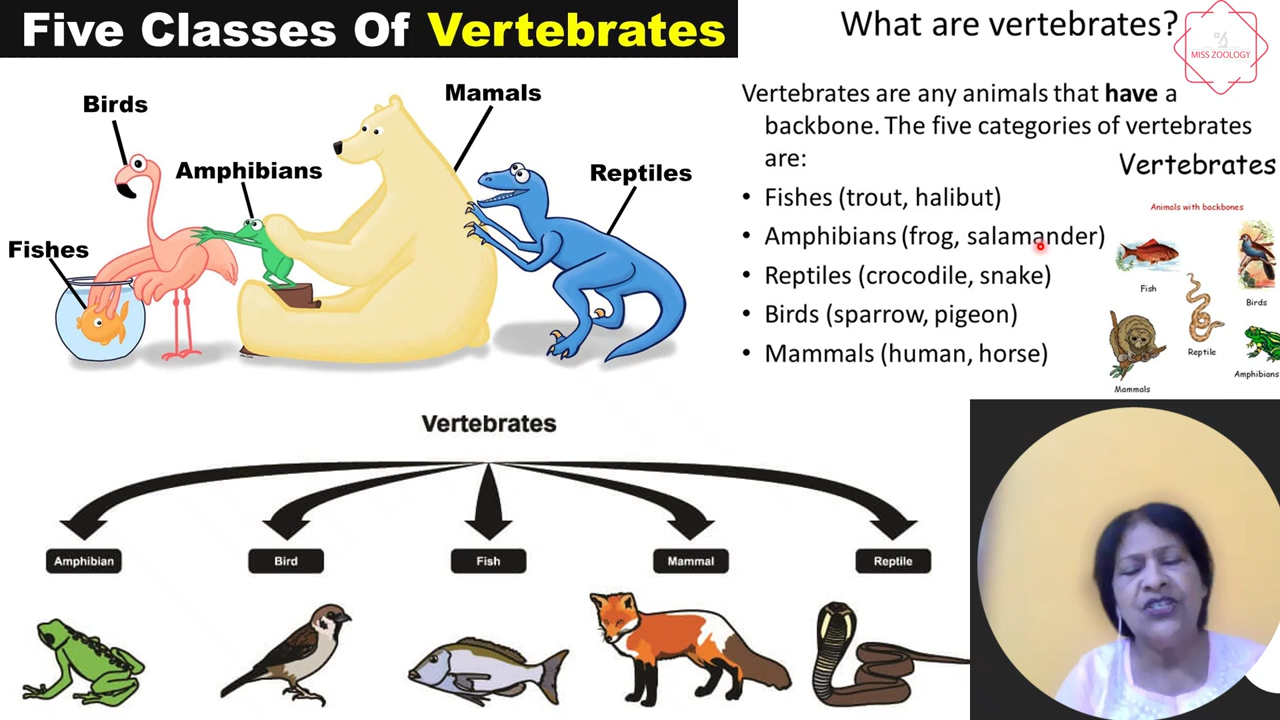 Five Classes Of Vertebrates
Birds
Mamals
Amphibians
Reptiles
Fishes
What are vertebrates?
MISS ZOOLOGY
Vertebrates are any animals that have a
backbone. The five categories of vertebrates
are:
• Fishes (trout, halibut)
• Amphibians (frog, salamander)
• Reptiles (crocodile, snake)
• Birds (sparrow, pigeon)
• Mammals (human, horse)
Vertebrates
Animals with backbones
Fish
Birds
Reptile
Amphibians
Mammals
Vertebrates
Amphibian
Bird
Fish
Mammal
Reptile